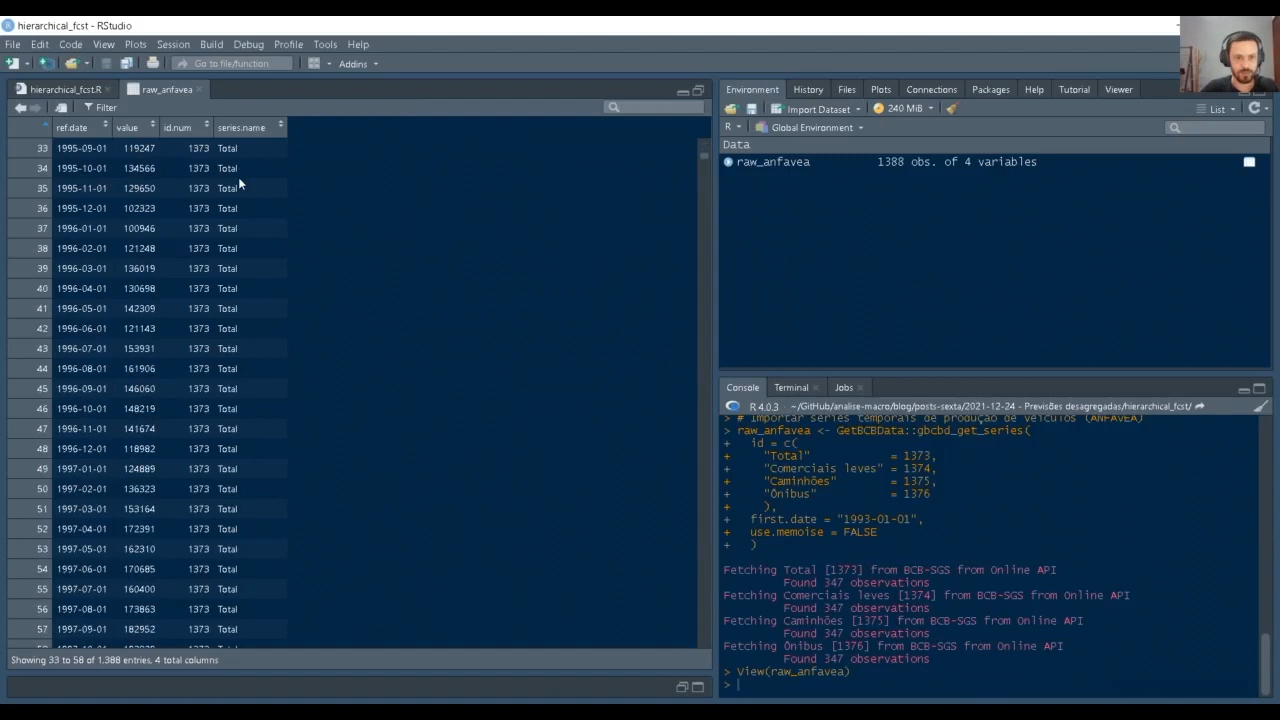 hierarchical_fcst - RStudio
File Edit Code View Plots Session Build Debug Profile Tools Help
Go to file/function Addins
hierarchical_fcst.R raw_anfavea
Filter
ref.date value id.num series.name
33 1995-09-01 119247 1373 Total
34 1995-10-01 134566 1373 Total
35 1995-11-01 129650 1373 Total
36 1995-12-01 102323 1373 Total
37 1996-01-01 100946 1373 Total
38 1996-02-01 121248 1373 Total
39 1996-03-01 136019 1373 Total
40 1996-04-01 130698 1373 Total
41 1996-05-01 142309 1373 Total
42 1996-06-01 121143 1373 Total
43 1996-07-01 153931 1373 Total
44 1996-08-01 161906 1373 Total
45 1996-09-01 146060 1373 Total
46 1996-10-01 148219 1373 Total
47 1996-11-01 141674 1373 Total
48 1996-12-01 118982 1373 Total
49 1997-01-01 124889 1373 Total
50 1997-02-01 136323 1373 Total
51 1997-03-01 153164 1373 Total
52 1997-04-01 172391 1373 Total
53 1997-05-01 162310 1373 Total
54 1997-06-01 170685 1373 Total
55 1997-07-01 160400 1373 Total
56 1997-08-01 173863 1373 Total
57 1997-09-01 182952 1373 Total
Showing 33 to 58 of 1.388 entries, 4 total columns
Environment History Files Plots Connections Packages Help Tutorial Viewer
Import Dataset 240 MiB List
R Global Environment
Data
raw_anfavea 1388 obs. of 4 variables
Console Terminal Jobs
R 4.0.3 · ~/GitHub/analise-macro/blog/posts-sexta/2021-12-24 - Previsões desagregadas/hierarchical_fcst/
> # Importar séries temporais de produção de veículos (ANFAVEA)
> raw_anfavea <- GetBCBData::gbcbd_get_series(
+ id = c(
+ "Total" = 1373,
+ "Comerciais leves" = 1374,
+ "Caminhões" = 1375,
+ "Ônibus" = 1376
+ ),
+ first.date = "1993-01-01",
+ use.memoise = FALSE
+ )
Fetching Total [1373] from BCB-SGS from Online API
Found 347 observations
Fetching Comerciais leves [1374] from BCB-SGS from Online API
Found 347 observations
Fetching Caminhões [1375] from BCB-SGS from Online API
Found 347 observations
Fetching Ônibus [1376] from BCB-SGS from Online API
Found 347 observations
> View(raw_anfavea)
>